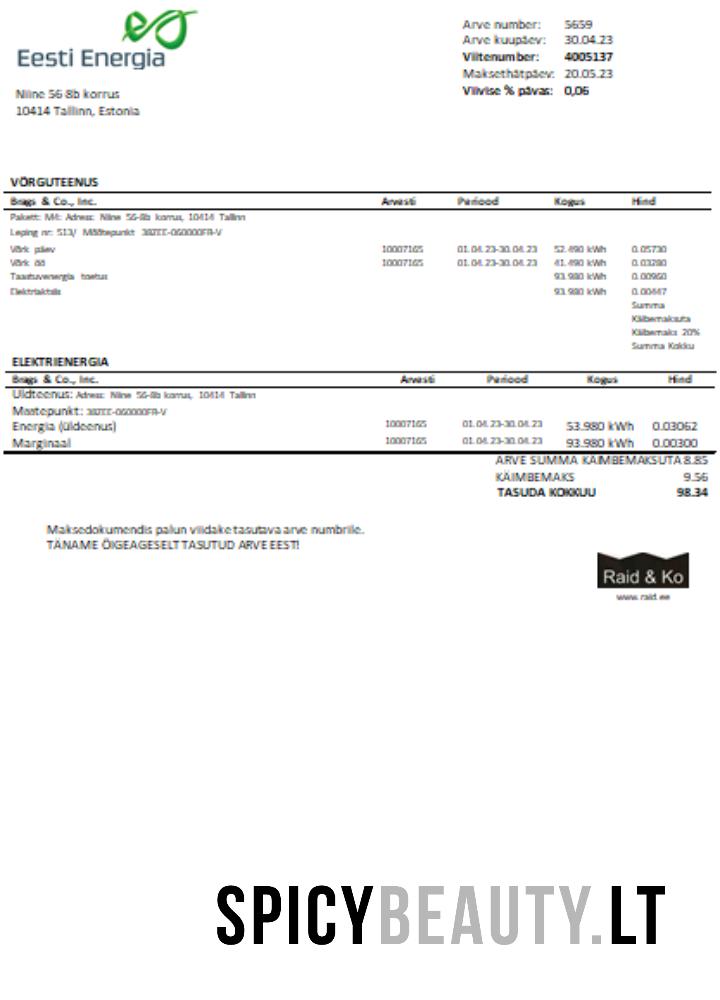 Eesti Energia
Niine 56-8b korrus
10414 Tallinn, Estonia
Arve number: 5659
Arve kuupäev: 30.04.23
Viitenumber: 4005137
Maksethätpäev: 20.05.23
Viivise % pävas: 0,06
VÕRGUTEENUS
Brags & Co., Inc. Arvesti Periood Kogus Hind
Pakett: M4: Adress: Niine 56-8b korrus, 10414 Tallinn
Leping nr: 513/ Mõõtepunkt 38ZEE-060000FR-V
Võrk päev 10007165 01.04.23-30.04.23 52.490 kWh 0.05730
Võrk öö 10007165 01.04.23-30.04.23 41.490 kWh 0.03280
Taastuvenergia toetus 93.980 kWh 0.00960
Elektriaktsiis 93.980 kWh 0.00447
Summa
Käibemaksuta
Käibemaks 20%
Summa Kokku
ELEKTRIENERGIA
Brags & Co., Inc. Arvesti Periood Kogus Hind
Üldteenus: Adress: Niine 56-8b korrus, 10414 Tallinn
Mõõtepunkt: 38ZEE-060000FR-V
Energia (üldeenus) 10007165 01.04.23-30.04.23 53.980 kWh 0.03062
Marginaal 10007165 01.04.23-30.04.23 93.980 kWh 0.00300
ARVE SUMMA KAIMBEMAKSUTA 8.85
KÄIMBEMAKS 9.56
TASUDA KOKKUU 98.34
Maksedokumendis palun viidake tasutava arve numbrile.
TÄNAME ÕIGEAGESELT TASUTUD ARVE EEST!
Raid & Ko
www.raid.ee
SPICYBEAUTY.LT